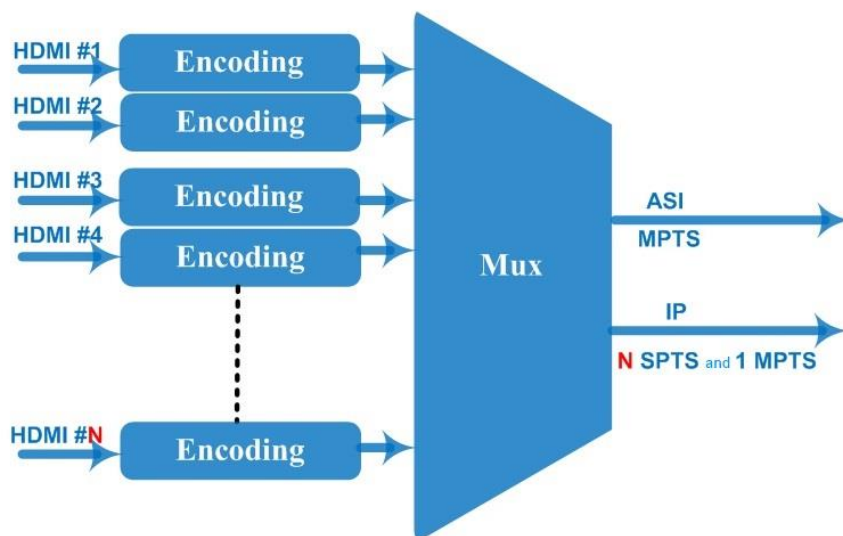 HDMI #1
Encoding
HDMI #2
Encoding
HDMI #3
Encoding
HDMI #4
Encoding
HDMI #N
Encoding
Mux
ASI
MPTS
IP
N SPTS and 1 MPTS